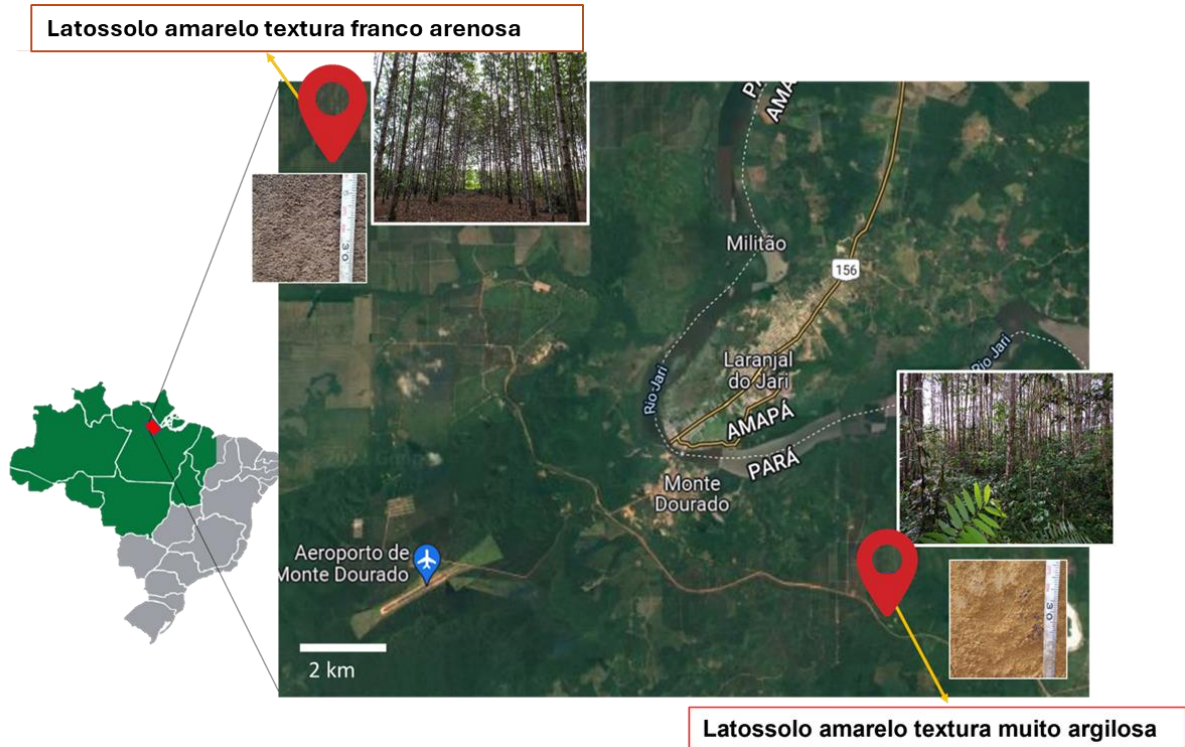 Latossolo amarelo textura franco arenosa
Militão
156
Rio Jari
Laranjal
do Jari
Rio Jari
AMAPÁ
PARÁ
Monte
Dourado
Aeroporto de
Monte Dourado
2 km
Latossolo amarelo textura muito argilosa